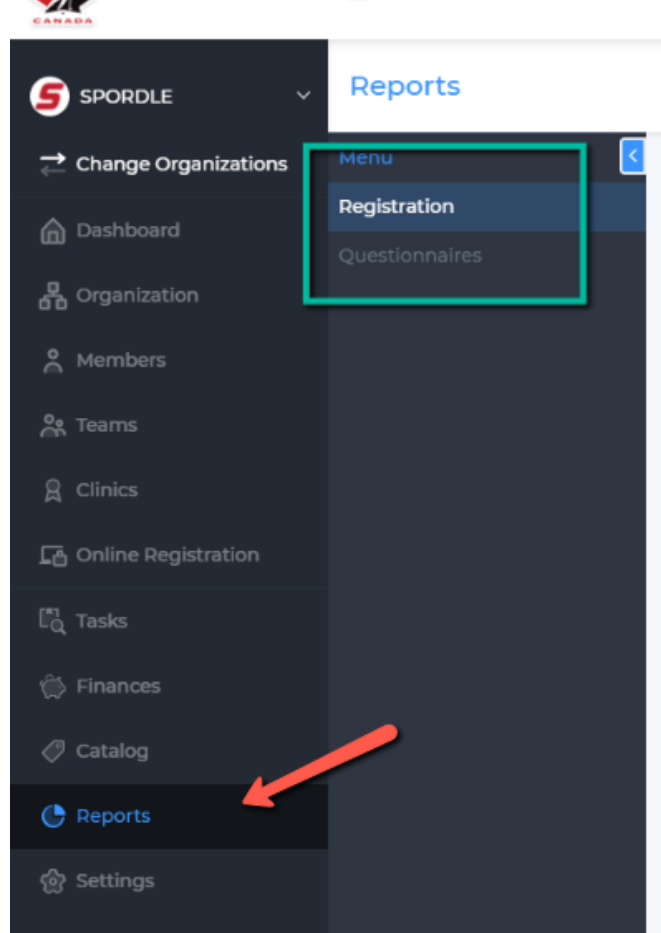 CANADA
SPORDLE
Change Organizations
Dashboard
Organization
Members
Teams
Clinics
Online Registration
Tasks
Finances
Catalog
Reports
Settings
Reports
Menu
Registration
Questionnaires